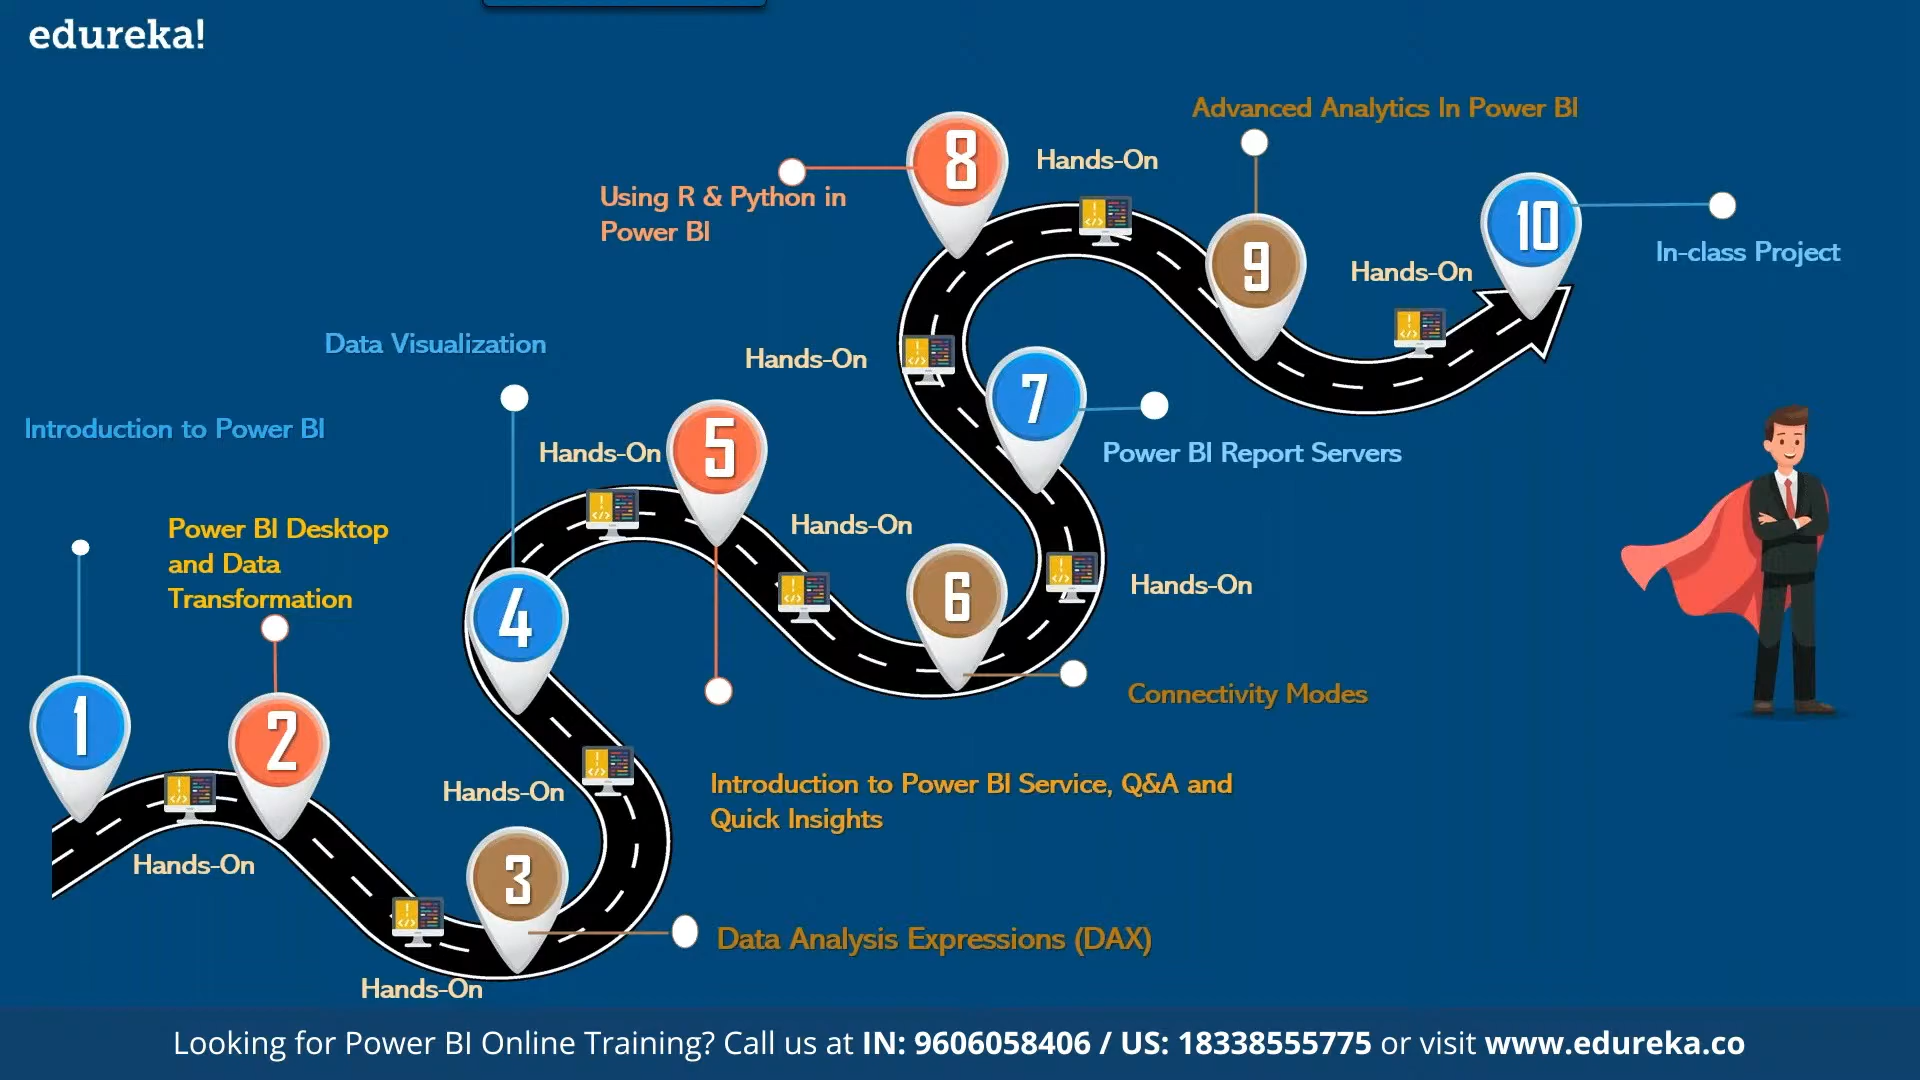 edureka!
Advanced Analytics In Power BI
8
Hands-On
Using R & Python in
Power BI
10
9
In-class Project
Hands-On
Data Visualization
Hands-On
7
Introduction to Power BI
5
Hands-On
Power BI Report Servers
Power BI Desktop
and Data
Transformation
Hands-On
6
Hands-On
4
Connectivity Modes
1
2
Hands-On
Introduction to Power BI Service, Q&A and
Quick Insights
Hands-On
3
Data Analysis Expressions (DAX)
Hands-On
Looking for Power BI Online Training? Call us at IN: 9606058406 / US: 18338555775 or visit www.edureka.co